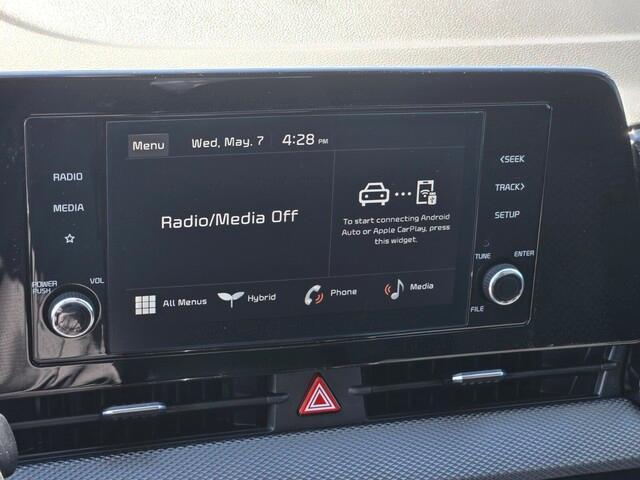 Menu Wed, May. 7 4:28 PM
RADIO
MEDIA
POWER
PUSH
VOL
Radio/Media Off
To start connecting Android
Auto or Apple CarPlay, press
this widget.
All Menus Hybrid Phone Media
<SEEK
TRACK>
SETUP
TUNE ENTER
FILE